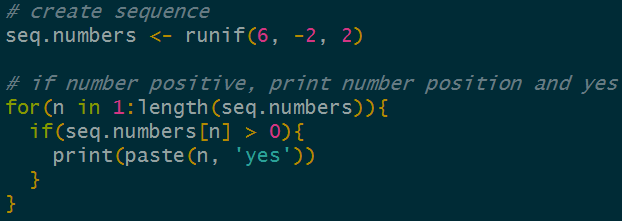 # create sequence
seq.numbers <- runif(6, -2, 2)
# if number positive, print number position and yes
for(n in 1:length(seq.numbers)){
  if(seq.numbers[n] > 0){
    print(paste(n, 'yes'))
  }
}